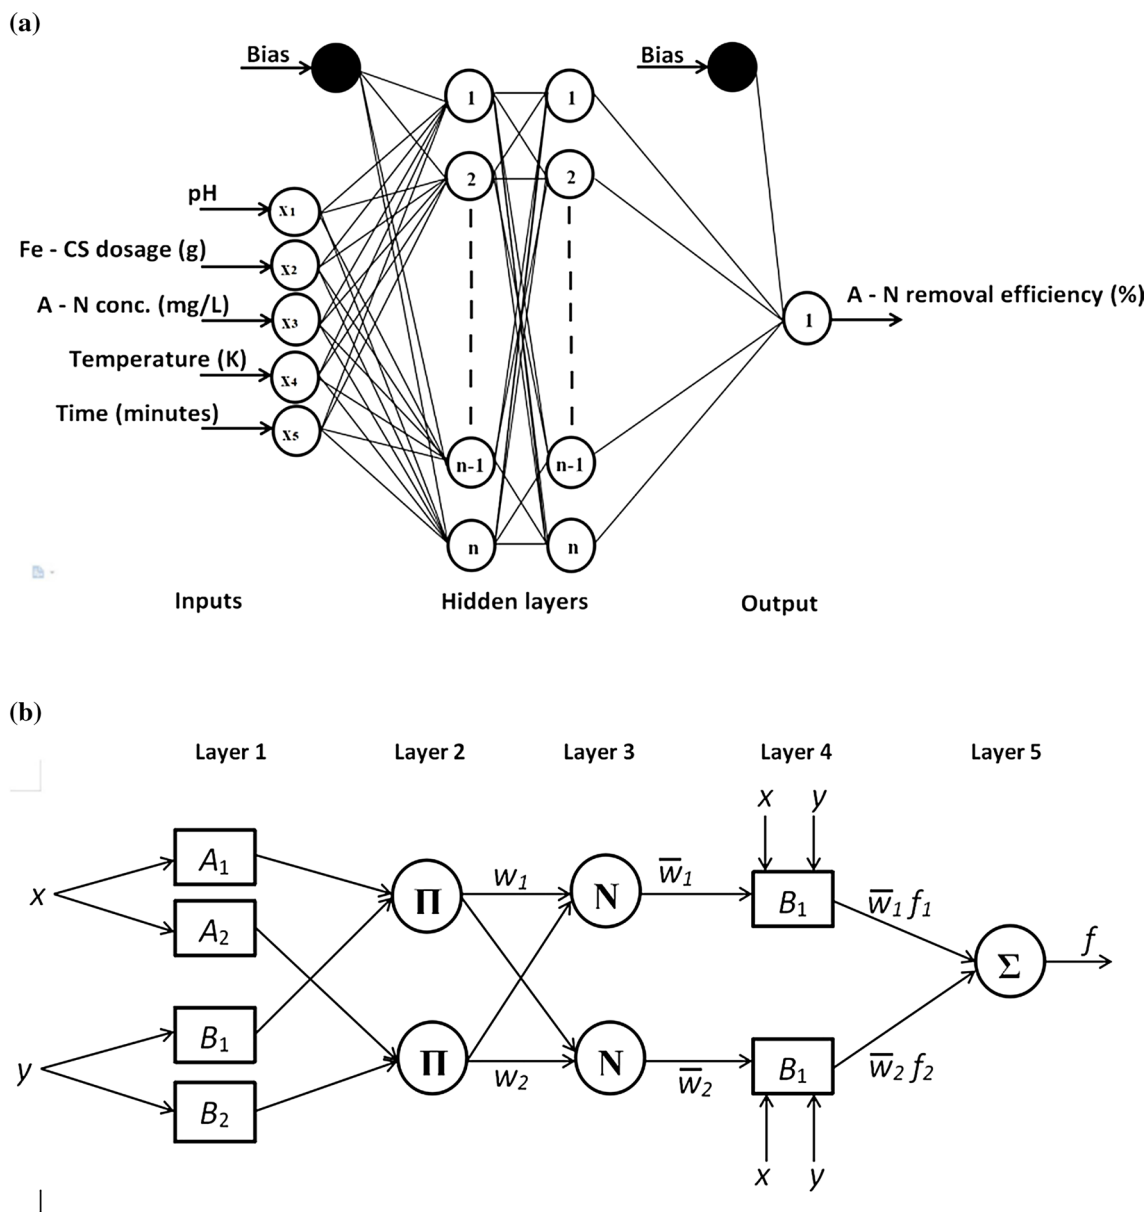 (a)
Bias
Bias
1
1
2
2
pH
X1
Fe - CS dosage (g)
X2
A - N conc. (mg/L)
X3
A - N removal efficiency (%)
1
Temperature (K)
X4
Time (minutes)
X5
n-1
n-1
n
n
Inputs
Hidden layers
Output
(b)
Layer 1
Layer 2
Layer 3
Layer 4
Layer 5
x
y
A1
Π
w1
N
w̅1
B1
w̅1 f1
x
A2
Σ
f
B1
Π
w2
N
w̅2
B1
w̅2 f2
y
B2
x
y